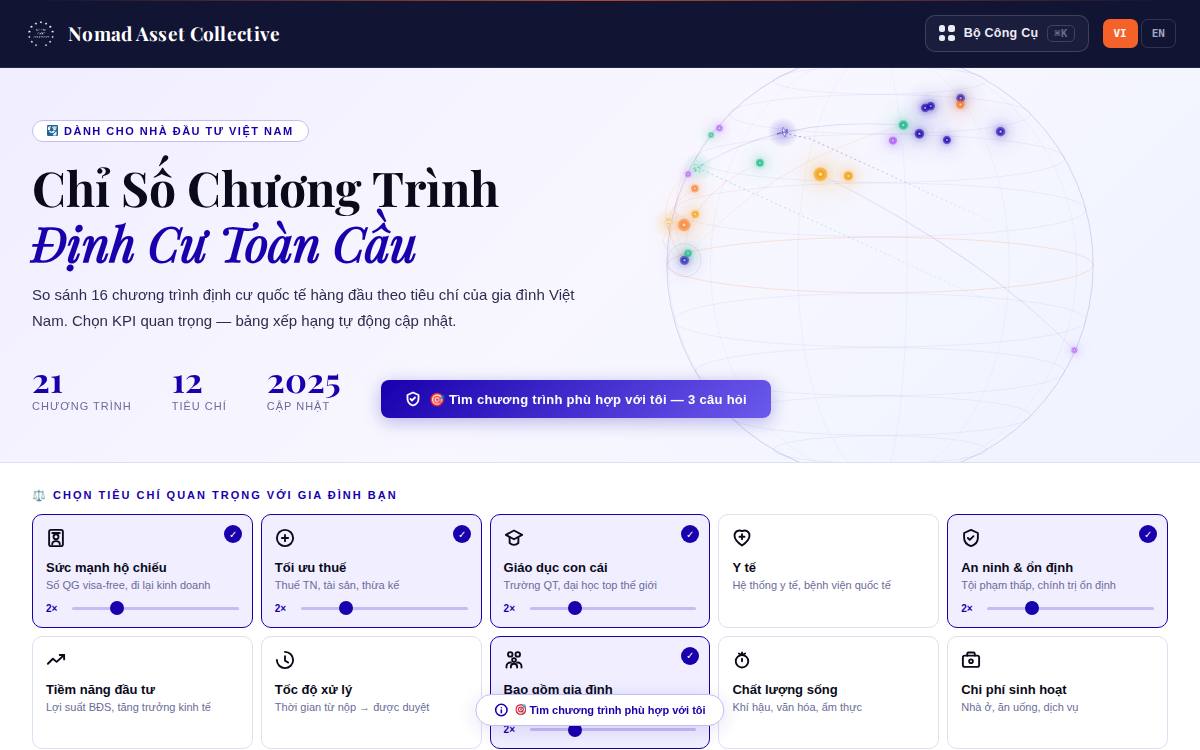 Nomad Asset Collective
Bộ Công Cụ ⌘K
VI EN
DÀNH CHO NHÀ ĐẦU TƯ VIỆT NAM
Chỉ Số Chương Trình
Định Cư Toàn Cầu
So sánh 16 chương trình định cư quốc tế hàng đầu theo tiêu chí của gia đình Việt
Nam. Chọn KPI quan trọng — bảng xếp hạng tự động cập nhật.
21 12 2025
CHƯƠNG TRÌNH TIÊU CHÍ CẬP NHẬT
🎯 Tìm chương trình phù hợp với tôi — 3 câu hỏi
⚖️ CHỌN TIÊU CHÍ QUAN TRỌNG VỚI GIA ĐÌNH BẠN
Sức mạnh hộ chiếu
Số QG visa-free, đi lại kinh doanh
2×
Tối ưu thuế
Thuế TN, tài sản, thừa kế
2×
Giáo dục con cái
Trường QT, đại học top thế giới
2×
Y tế
Hệ thống y tế, bệnh viện quốc tế
An ninh & ổn định
Tội phạm thấp, chính trị ổn định
2×
Tiềm năng đầu tư
Lợi suất BĐS, tăng trưởng kinh tế
Tốc độ xử lý
Thời gian từ nộp → được duyệt
Bao gồm gia đình
2×
Chất lượng sống
Khí hậu, văn hóa, ẩm thực
Chi phí sinh hoạt
Nhà ở, ăn uống, dịch vụ
🎯 Tìm chương trình phù hợp với tôi